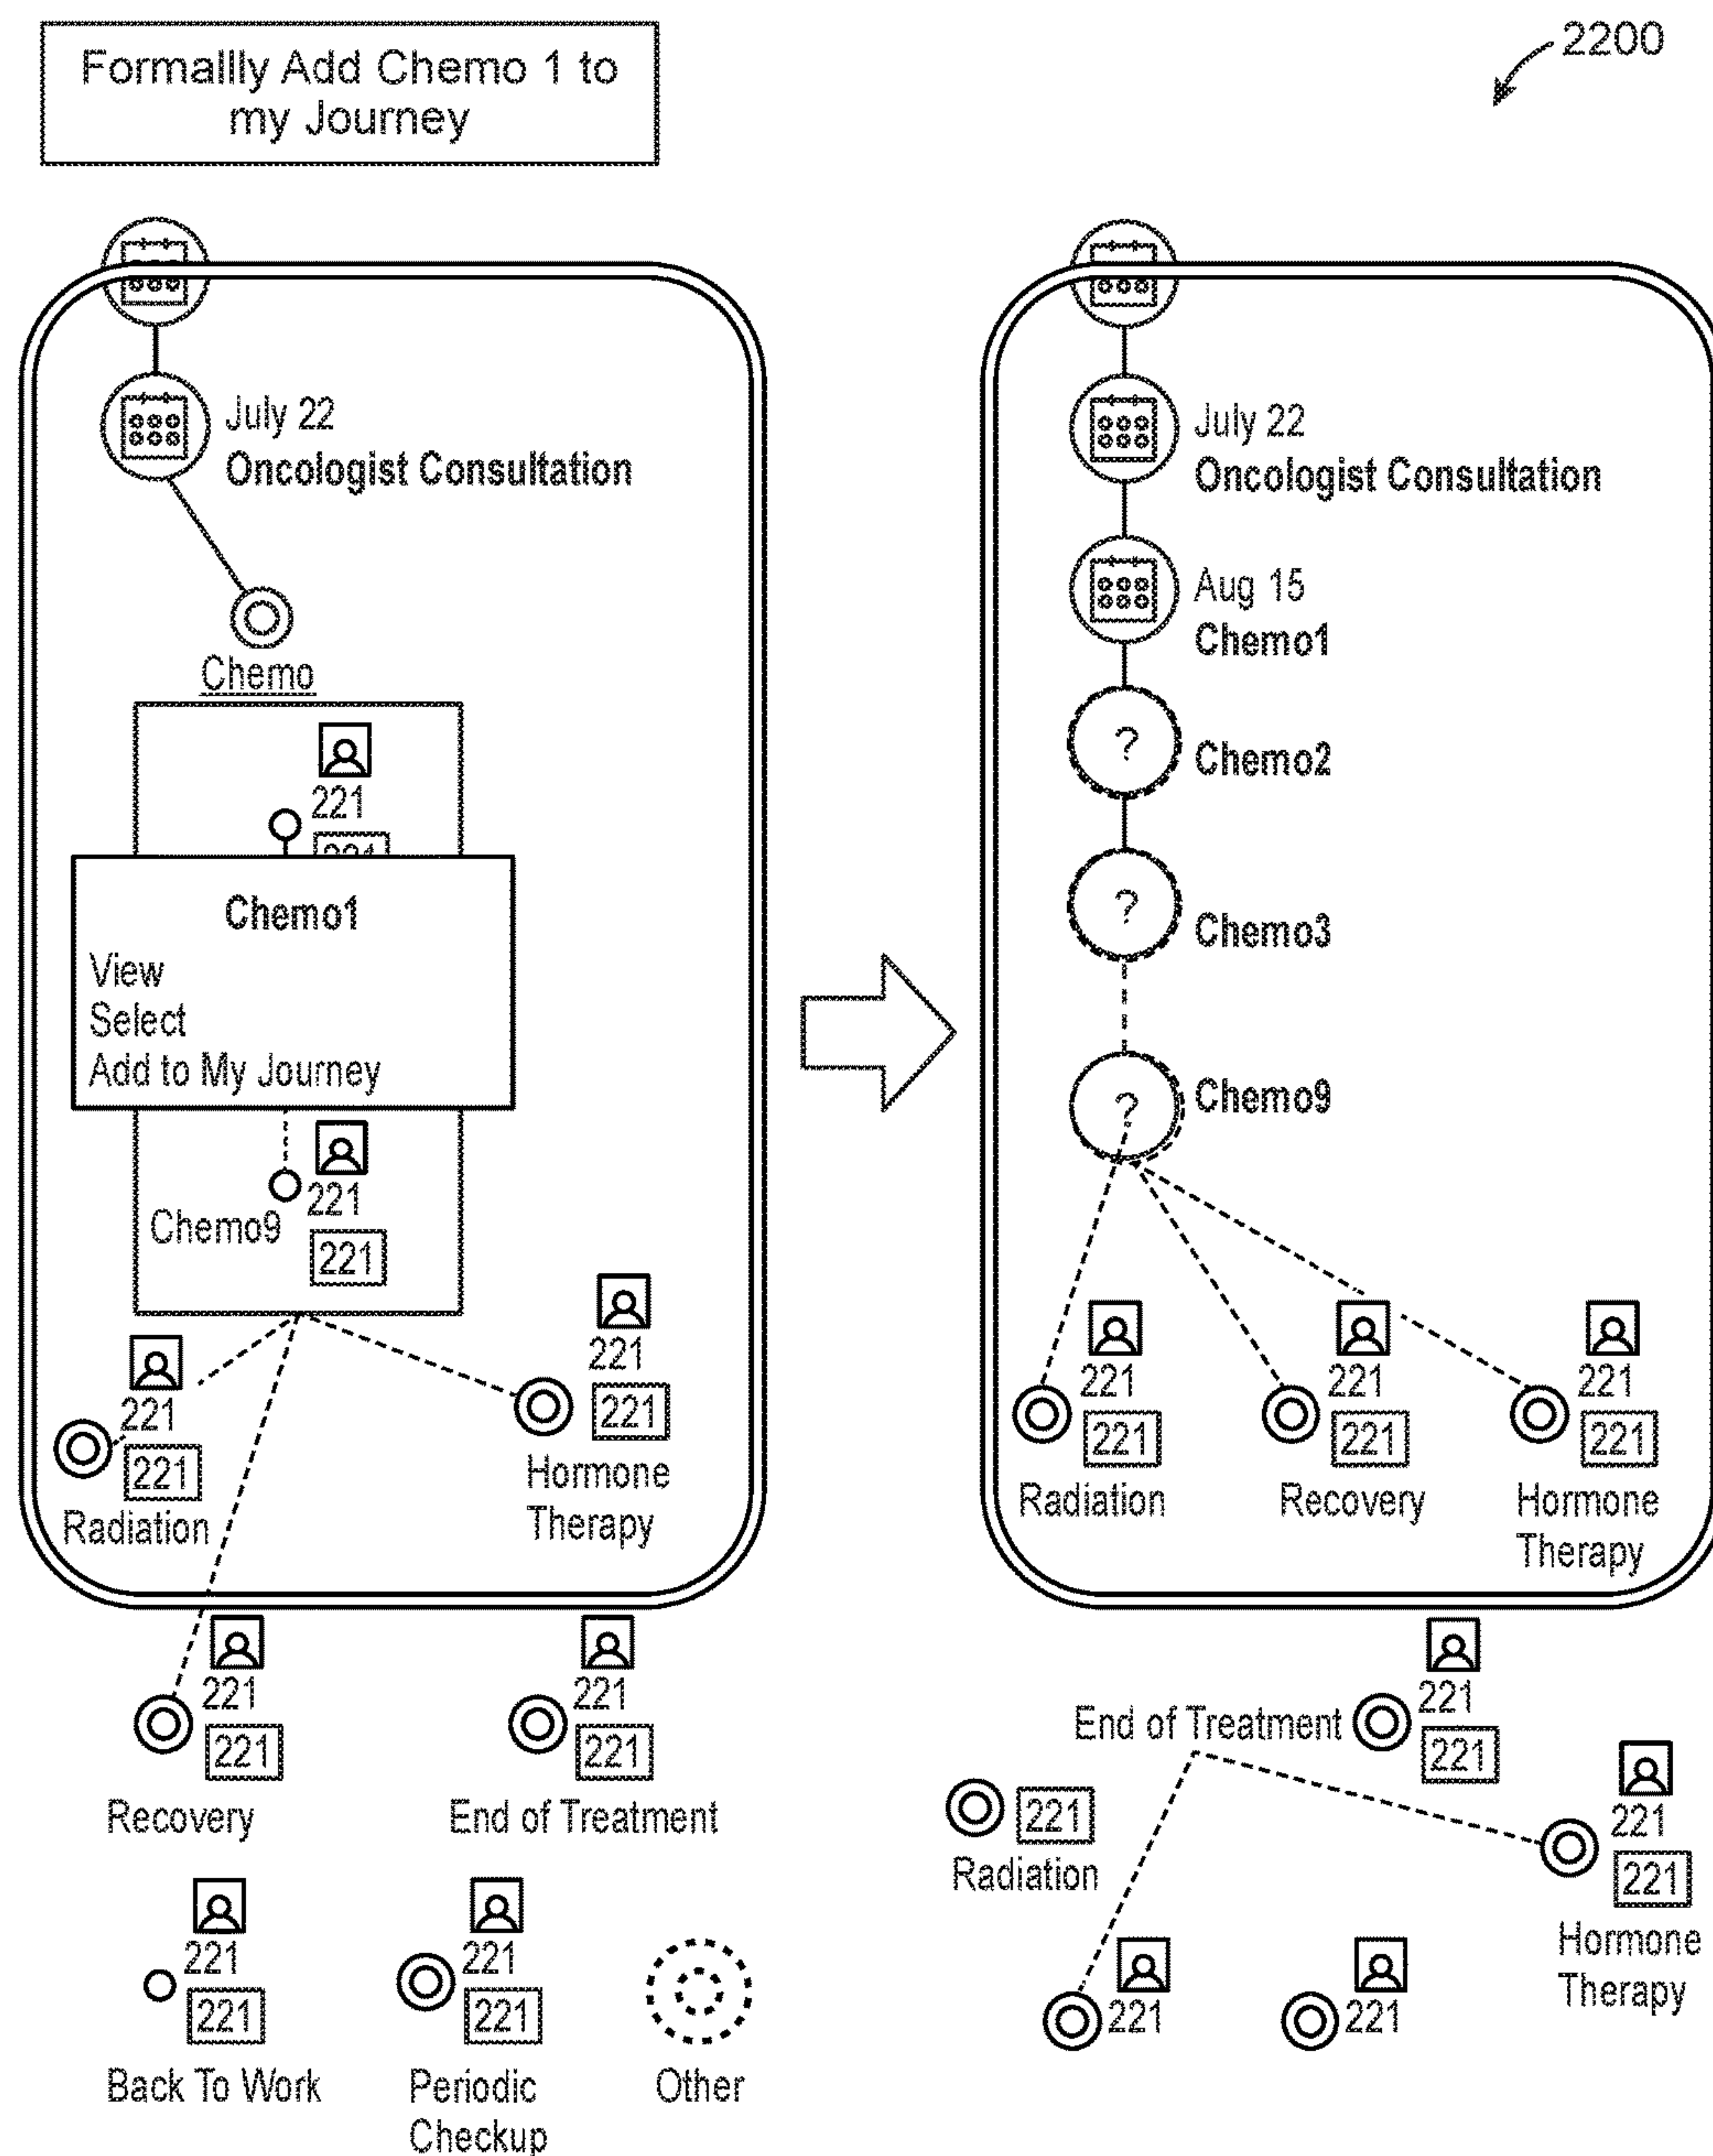 Formallly Add Chemo 1 to
my Journey
2200
July 22
Oncologist Consultation
Chemo
221
221
Chemo1
View
Select
Add to My Journey
221
Chemo9
221
221
221
Radiation
221
221
Hormone
Therapy
221
221
Recovery
221
221
End of Treatment
221
221
Back To Work
221
221
Periodic
Checkup
Other
July 22
Oncologist Consultation
Aug 15
Chemo1
?
Chemo2
?
Chemo3
?
Chemo9
221
221
Radiation
221
221
Recovery
221
221
Hormone
Therapy
End of Treatment
221
221
221
Radiation
221
221
Hormone
Therapy
221
221